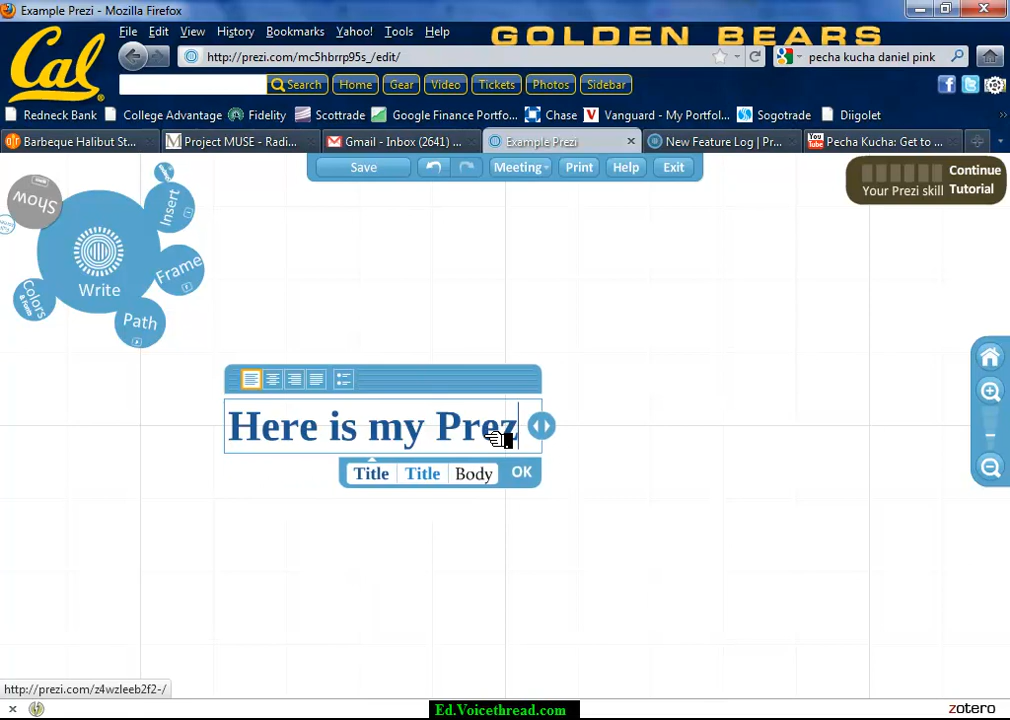 Example Prezi - Mozilla Firefox
File Edit View History Bookmarks Yahoo! Tools Help
GOLDEN BEARS
Cal
http://prezi.com/mc5hbrrp95s_/edit/
pecha kucha daniel pink
Search Home Gear Video Tickets Photos Sidebar
Redneck Bank College Advantage Fidelity Scottrade Google Finance Portfo... Chase Vanguard - My Portfol... Sogotrade Diigolet
Barbeque Halibut St... Project MUSE - Radi... Gmail - Inbox (2641) ... Example Prezi New Feature Log | Pr... Pecha Kucha: Get to ...
Save Meeting Print Help Exit
Continue
Tutorial
Your Prezi skill
Show
Insert
Write
Frame
Colors
& Font
Path
Here is my Prez
Title Title Body OK
http://prezi.com/z4wzleeb2f2-/
Ed.Voicethread.com
zotero